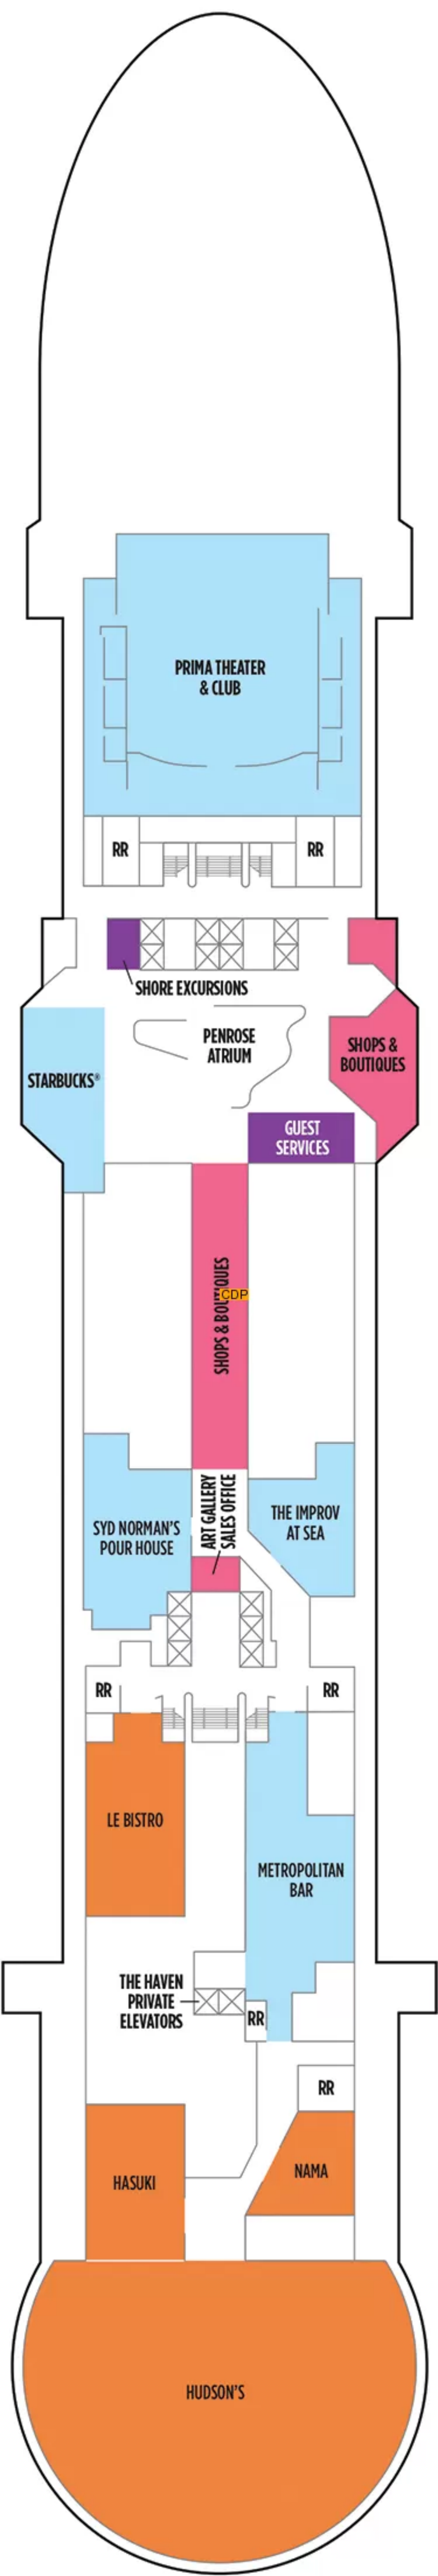 PRIMA THEATER
& CLUB
RR
RR
SHORE EXCURSIONS
PENROSE
ATRIUM
STARBUCKS®
SHOPS &
BOUTIQUES
GUEST
SERVICES
SHOPS & BOUTIQUES
CDP
ART GALLERY
SALES OFFICE
SYD NORMAN'S
POUR HOUSE
THE IMPROV
AT SEA
RR
RR
LE BISTRO
METROPOLITAN
BAR
THE HAVEN
PRIVATE
ELEVATORS
RR
RR
HASUKI
NAMA
HUDSON'S